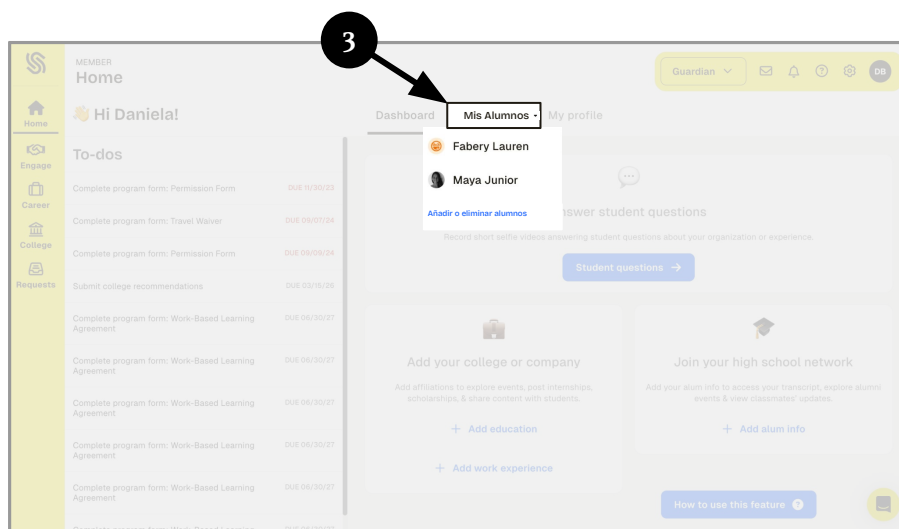 3
MEMBER
Home
Guardian
DB
Home
Engage
Career
College
Requests
👋 Hi Daniela!
Dashboard
Mis Alumnos
My profile
Fabery Lauren
Maya Junior
Añadir o eliminar alumnos
To-dos
Complete program form: Permission Form
DUE 11/20/23
Complete program form: Travel Waiver
DUE 09/07/24
Complete program form: Permission Form
DUE 09/09/24
Submit college recommendations
DUE 03/15/25
Complete program form: Work-Based Learning
Agreement
DUE 06/30/27
Complete program form: Work-Based Learning
Agreement
DUE 06/30/27
Complete program form: Work-Based Learning
Agreement
DUE 06/30/27
Complete program form: Work-Based Learning
Agreement
DUE 06/30/27
Complete program form: Work-Based Learning
Agreement
DUE 06/30/27
student questions
Record short selfie videos answering student questions about your organization or experience.
Student questions →
Add your college or company
Add affiliations to explore events, post internships,
scholarships, & share content with students.
+ Add education
+ Add work experience
Join your high school network
Add your alum info to access your transcript, explore alumni
events & view classmates' updates.
+ Add alum info
How to use this feature ?